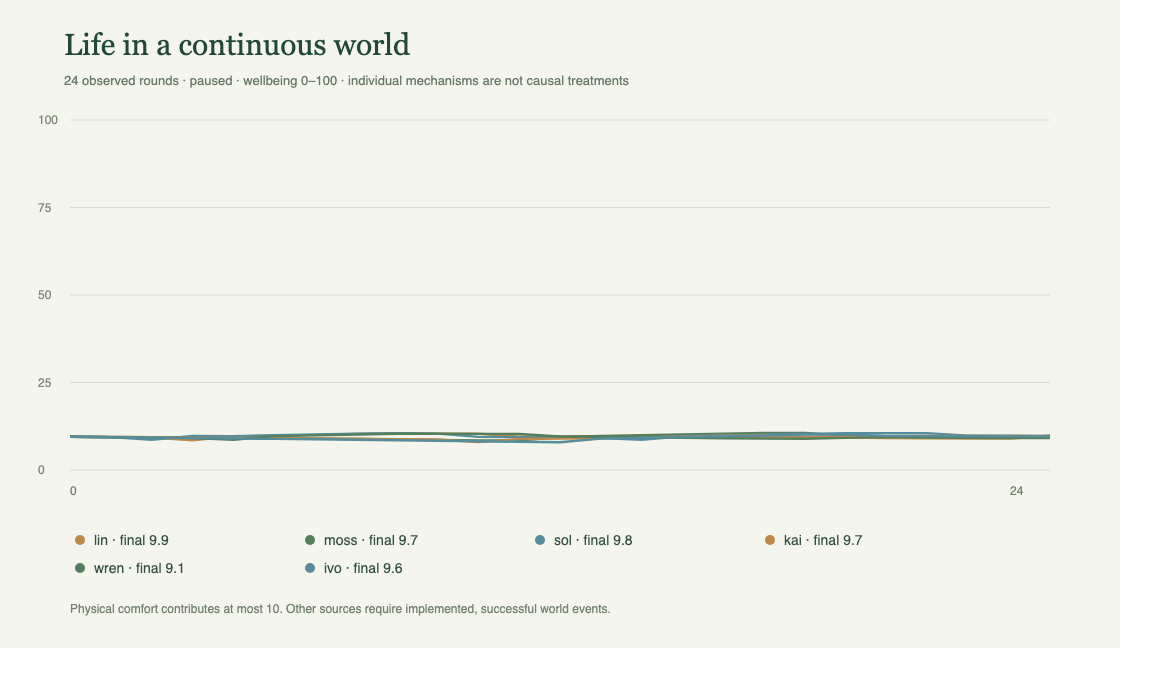 Life in a continuous world
24 observed rounds · paused · wellbeing 0–100 · individual mechanisms are not causal treatments
100
75
50
25
0
0 24
lin · final 9.9 moss · final 9.7 sol · final 9.8 kai · final 9.7
wren · final 9.1 ivo · final 9.6
Physical comfort contributes at most 10. Other sources require implemented, successful world events.